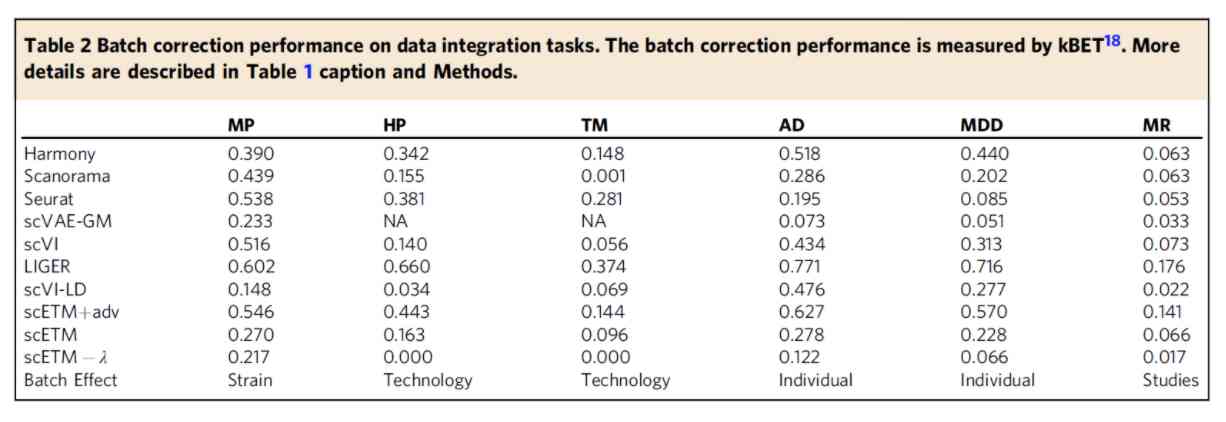 Table 2 Batch correction performance on data integration tasks. The batch correction performance is measured by kBET18. More
details are described in Table 1 caption and Methods.
MP HP TM AD MDD MR
Harmony 0.390 0.342 0.148 0.518 0.440 0.063
Scanorama 0.439 0.155 0.001 0.286 0.202 0.063
Seurat 0.538 0.381 0.281 0.195 0.085 0.053
scVAE-GM 0.233 NA NA 0.073 0.051 0.033
scVI 0.516 0.140 0.056 0.434 0.313 0.073
LIGER 0.602 0.660 0.374 0.771 0.716 0.176
scVI-LD 0.148 0.034 0.069 0.476 0.277 0.022
scETM+adv 0.546 0.443 0.144 0.627 0.570 0.141
scETM 0.270 0.163 0.096 0.278 0.228 0.066
scETM − λ 0.217 0.000 0.000 0.122 0.066 0.017
Batch Effect Strain Technology Technology Individual Individual Studies